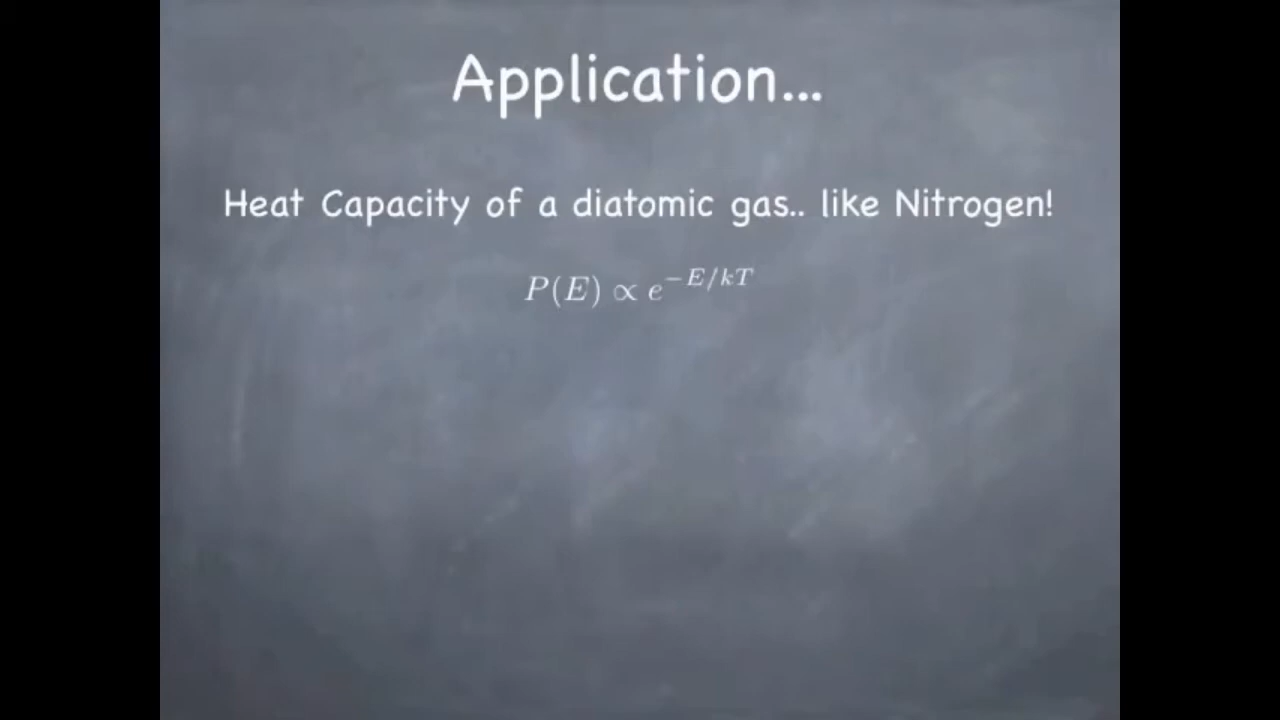 Application...
Heat Capacity of a diatomic gas.. like Nitrogen!
P(E) ∝ e^{-E/kT}